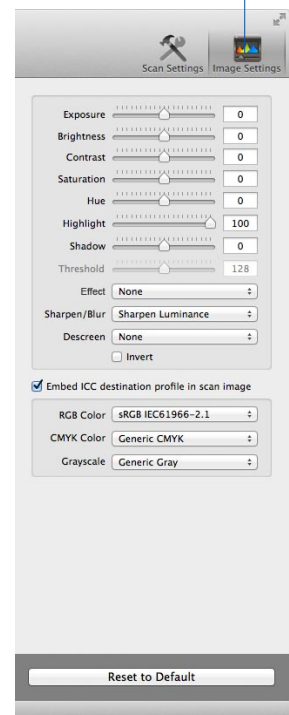 Scan Settings Image Settings
Exposure 0
Brightness 0
Contrast 0
Saturation 0
Hue 0
Highlight 100
Shadow 0
Threshold 128
Effect None
Sharpen/Blur Sharpen Luminance
Descreen None
Invert
Embed ICC destination profile in scan image
RGB Color sRGB IEC61966-2.1
CMYK Color Generic CMYK
Grayscale Generic Gray
Reset to Default